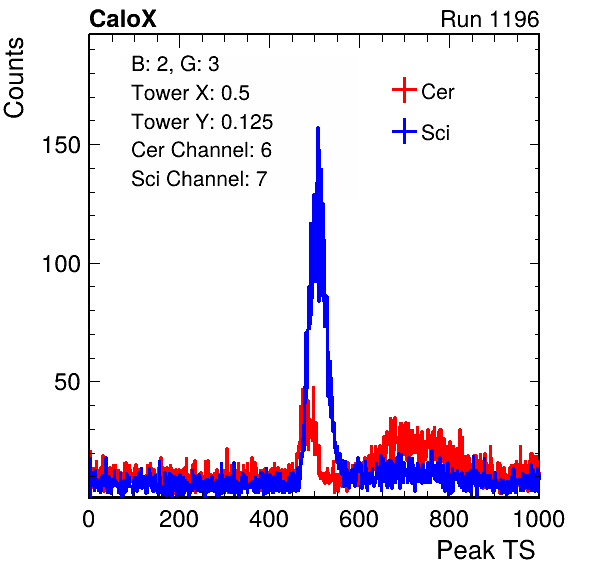 CaloX Run 1196
Counts
B: 2, G: 3
Tower X: 0.5
Tower Y: 0.125
Cer Channel: 6
Sci Channel: 7
Cer
Sci
150
100
50
0 200 400 600 800 1000
Peak TS